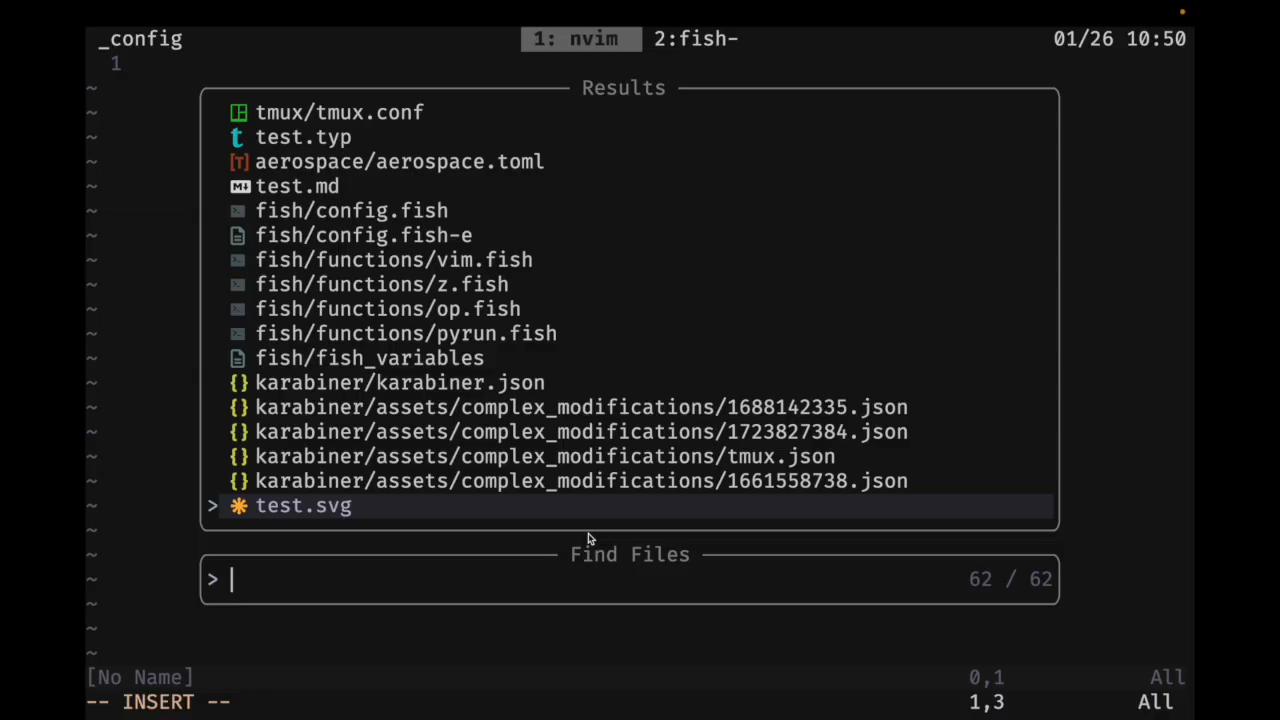 _config 1: nvim 2:fish- 01/26 10:50
1
~ Results
~ tmux/tmux.conf
~ t test.typ
~ [T] aerospace/aerospace.toml
~ M↓ test.md
~ fish/config.fish
~ fish/config.fish-e
~ fish/functions/vim.fish
~ fish/functions/z.fish
~ fish/functions/op.fish
~ fish/functions/pyrun.fish
~ fish/fish_variables
~ {} karabiner/karabiner.json
~ {} karabiner/assets/complex_modifications/1688142335.json
~ {} karabiner/assets/complex_modifications/1723827384.json
~ {} karabiner/assets/complex_modifications/tmux.json
~ {} karabiner/assets/complex_modifications/1661558738.json
~ > test.svg
~
~ Find Files
~ > 62 / 62
~
~
~
[No Name] 0,1 All
-- INSERT -- 1,3 All